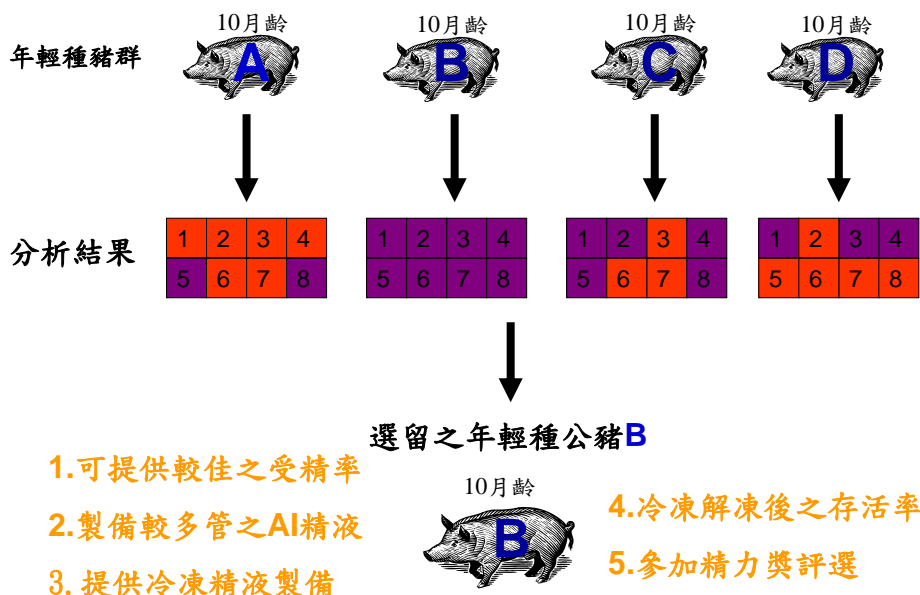 10月齡 10月齡 10月齡 10月齡
年輕種豬群 A B C D
分析結果
1 2 3 4 1 2 3 4 1 2 3 4 1 2 3 4
5 6 7 8 5 6 7 8 5 6 7 8 5 6 7 8
選留之年輕種公豬B
1.可提供較佳之受精率
2.製備較多管之AI精液
3. 提供冷凍精液製備
10月齡
B
4.冷凍解凍後之存活率
5.參加精力獎評選